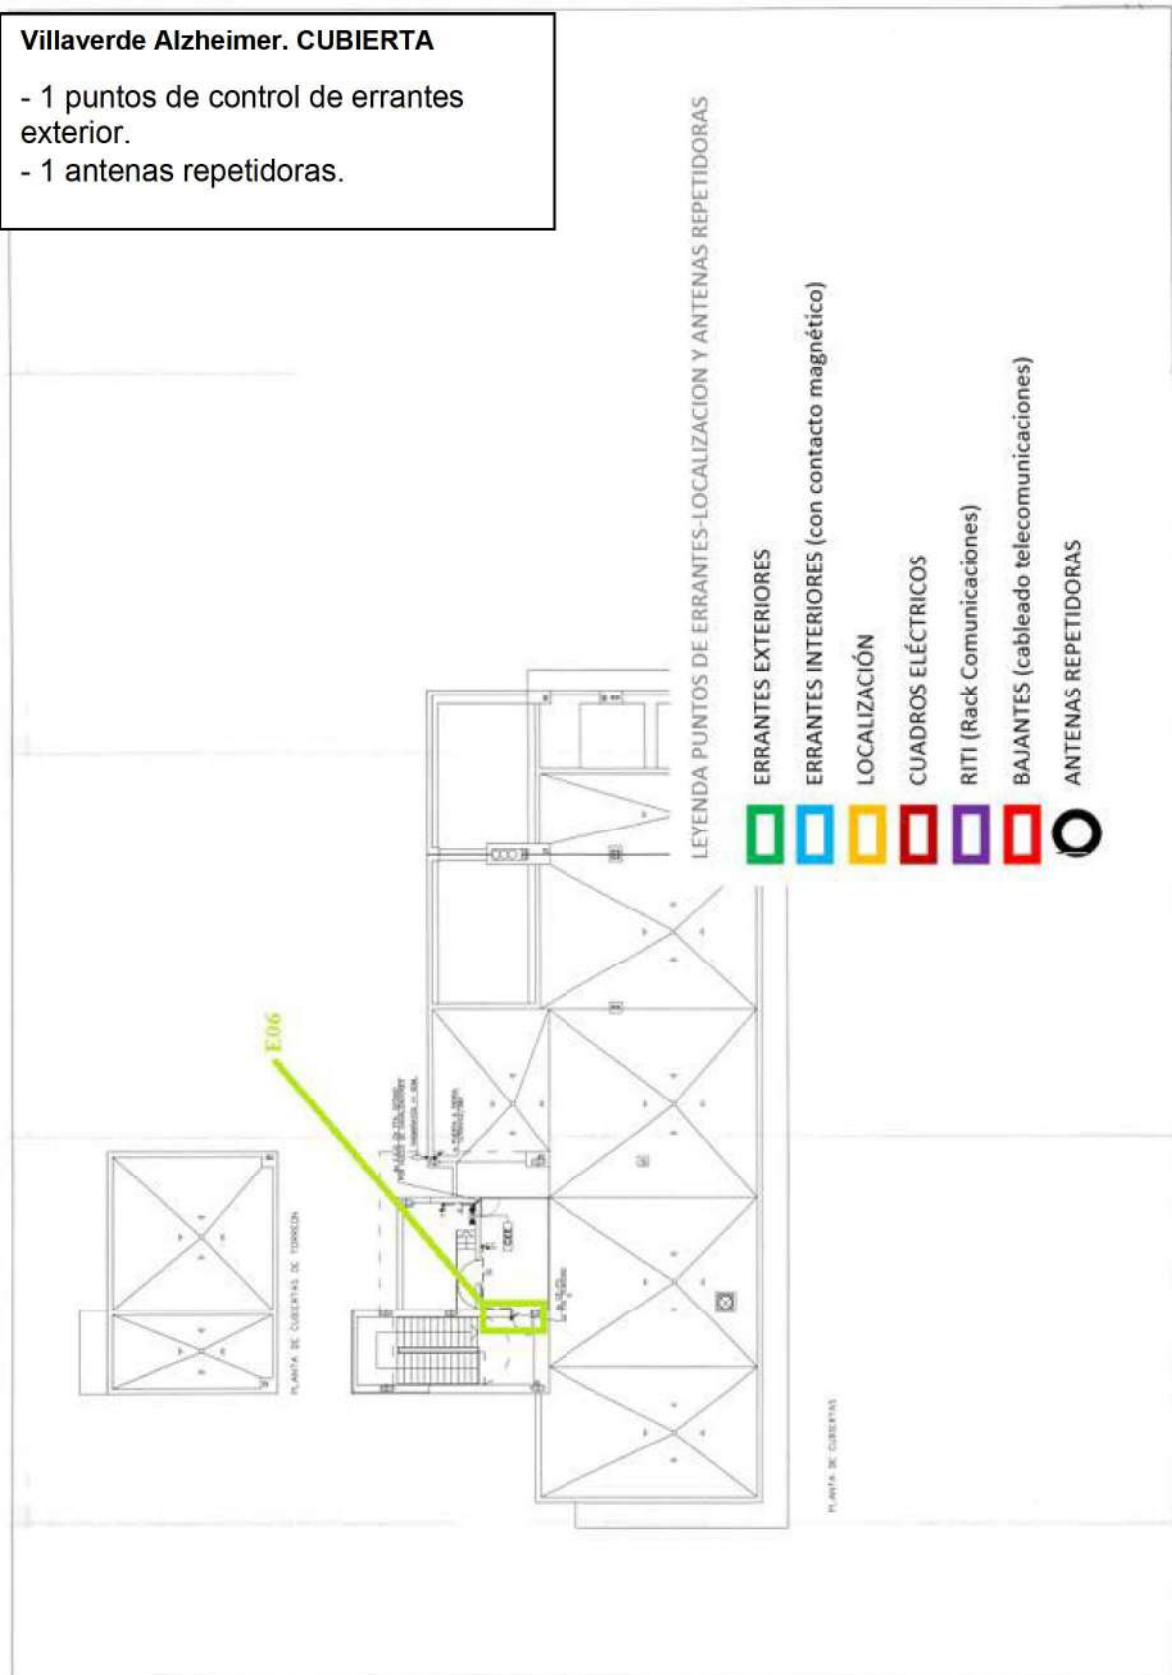 Villaverde Alzheimer. CUBIERTA
- 1 puntos de control de errantes
exterior.
- 1 antenas repetidoras.
LEYENDA PUNTOS DE ERRANTES-LOCALIZACION Y ANTENAS REPETIDORAS
ERRANTES EXTERIORES
ERRANTES INTERIORES (con contacto magnético)
LOCALIZACIÓN
CUADROS ELÉCTRICOS
RITI (Rack Comunicaciones)
BAJANTES (cableado telecomunicaciones)
ANTENAS REPETIDORAS
E06
PLANTA DE CUBIERTAS DE TORREON
PLANTA DE CUBIERTAS